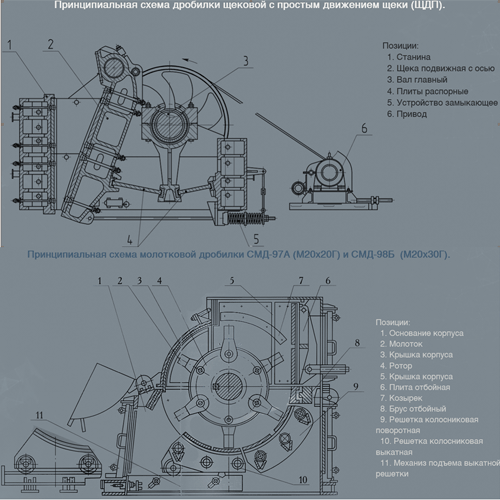 Принципиальная схема дробилки щековой с простым движением щеки (ЩДП).
1
2
3
Позиции:
1. Станина
2. Щека подвижная с осью
3. Вал главный
4. Плиты распорные
5. Устройство замыкающее
6. Привод
6
4
5
Принципиальная схема молотковой дробилки СМД-97А (М20х20Г) и СМД-98Б (М20х30Г).
1
2
3
4
5
7
6
Позиции:
1. Основание корпуса
2. Молоток
3. Крышка корпуса
4. Ротор
5. Крышка корпуса
6. Плита отбойная
7. Козырек
8. Брус отбойный
9. Решетка колосниковая
поворотная
10. Решетка колосниковая
выкатная
11. Механиз подъема выкатной
решетки
8
9
11
10